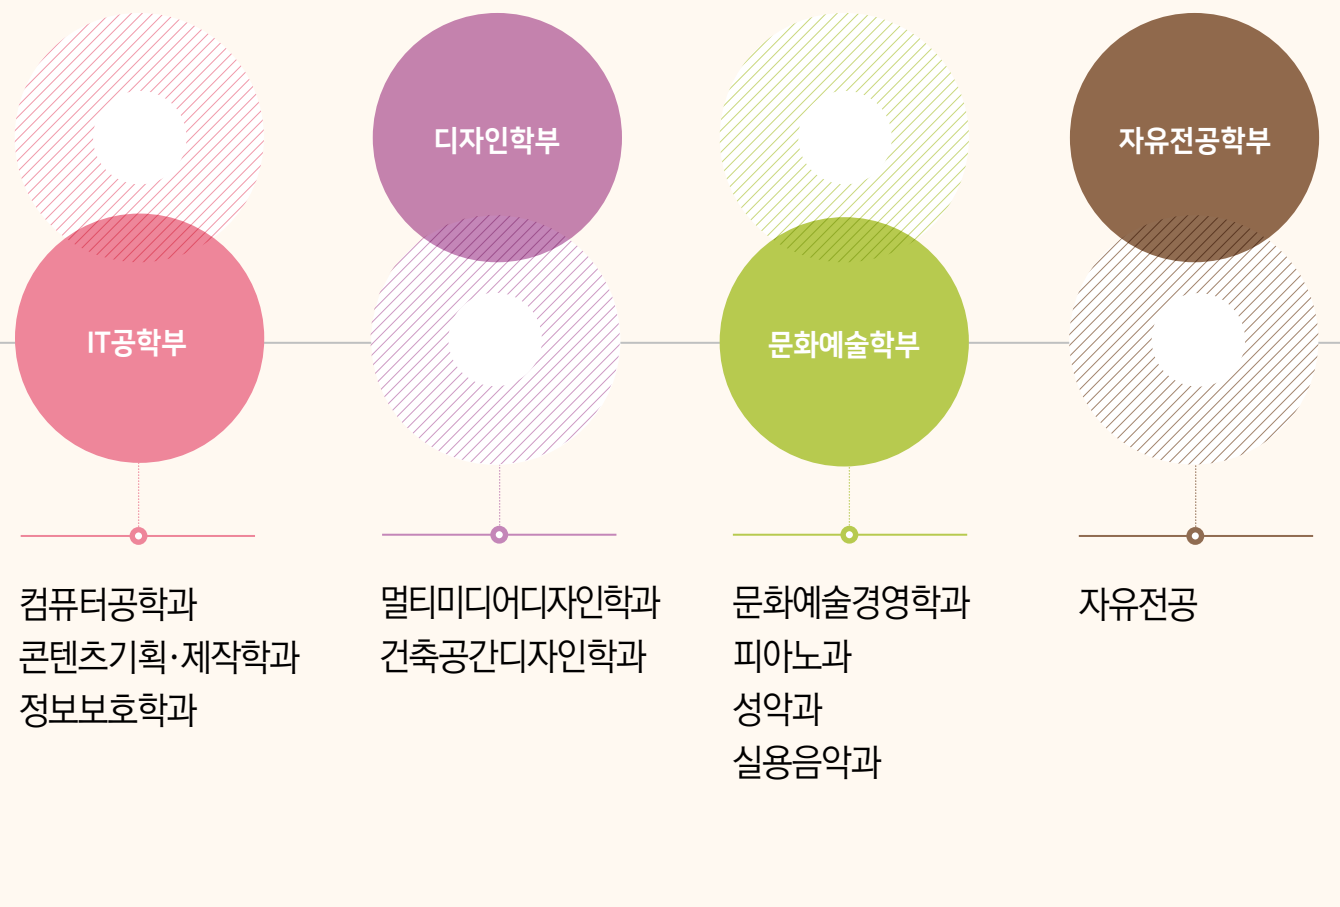 IT공학부
컴퓨터공학과
콘텐츠기획·제작학과
정보보호학과
디자인학부
멀티미디어디자인학과
건축공간디자인학과
문화예술학부
문화예술경영학과
피아노과
성악과
실용음악과
자유전공학부
자유전공